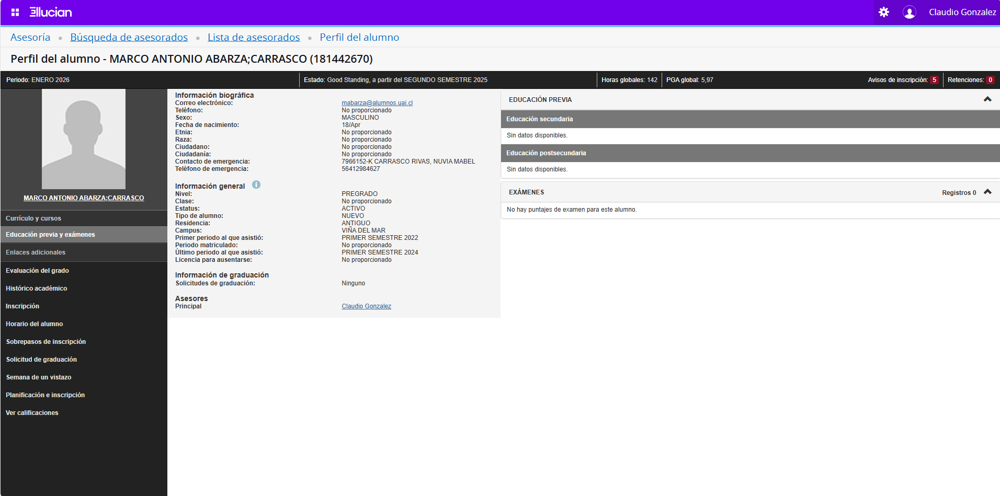 Ellucian
Claudio Gonzalez
Asesoría • Búsqueda de asesorados • Lista de asesorados • Perfil del alumno
Perfil del alumno - MARCO ANTONIO ABARZA;CARRASCO (181442670)
Periodo: ENERO 2026 Estado: Good Standing, a partir del SEGUNDO SEMESTRE 2025 Horas globales: 142 PGA global: 5,97 Avisos de inscripción: 5 Retenciones: 0
MARCO ANTONIO ABARZA;CARRASCO
Currículo y cursos
Educación previa y exámenes
Enlaces adicionales
Evaluación del grado
Histórico académico
Inscripción
Horario del alumno
Sobrepasos de inscripción
Solicitud de graduación
Semana de un vistazo
Planificación e inscripción
Ver calificaciones
Información biográfica
Correo electrónico: mabarza@alumnos.uai.cl
Teléfono: No proporcionado
Sexo: MASCULINO
Fecha de nacimiento: 18/Apr
Etnia: No proporcionado
Raza: No proporcionado
Ciudadano: No proporcionado
Ciudadanía: No proporcionado
Contacto de emergencia: 7966152-K CARRASCO RIVAS, NUVIA MABEL
Teléfono de emergencia: 56412984627
Información general
Nivel: PREGRADO
Clase: No proporcionado
Estatus: ACTIVO
Tipo de alumno: NUEVO
Residencia: ANTIGUO
Campus: VIÑA DEL MAR
Primer periodo al que asistió: PRIMER SEMESTRE 2022
Periodo matriculado: No proporcionado
Último periodo al que asistió: PRIMER SEMESTRE 2024
Licencia para ausentarse: No proporcionado
Información de graduación
Solicitudes de graduación: Ninguno
Asesores
Principal Claudio Gonzalez
EDUCACIÓN PREVIA
Educación secundaria
Sin datos disponibles.
Educación postsecundaria
Sin datos disponibles.
EXÁMENES Registros 0
No hay puntajes de examen para este alumno.